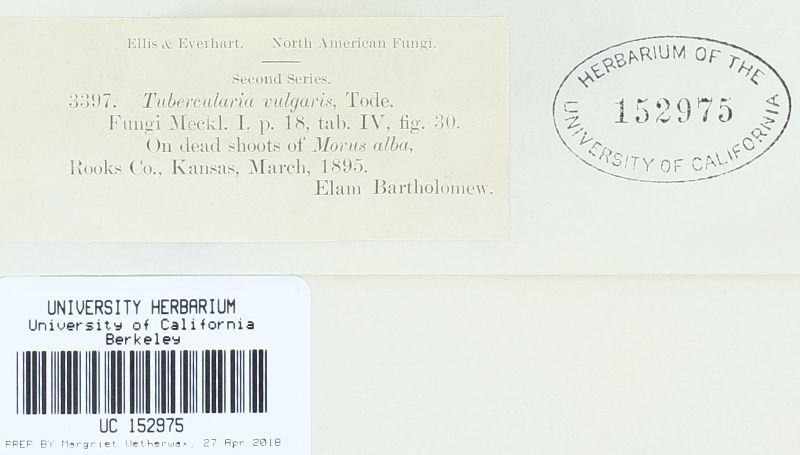 Ellis & Everhart. North American Fungi.
Second Series.
3397. Tubercularia vulgaris, Tode.
Fungi Meckl. I, p. 18, tab. IV, fig. 30.
On dead shoots of Morus alba,
Rooks Co., Kansas, March, 1895.
Elam Bartholomew.
HERBARIUM OF THE
152975
UNIVERSITY OF CALIFORNIA
UNIVERSITY HERBARIUM
University of California
Berkeley
UC 152975
PREP BY Margriet Wetherwax, 27 Apr 2018